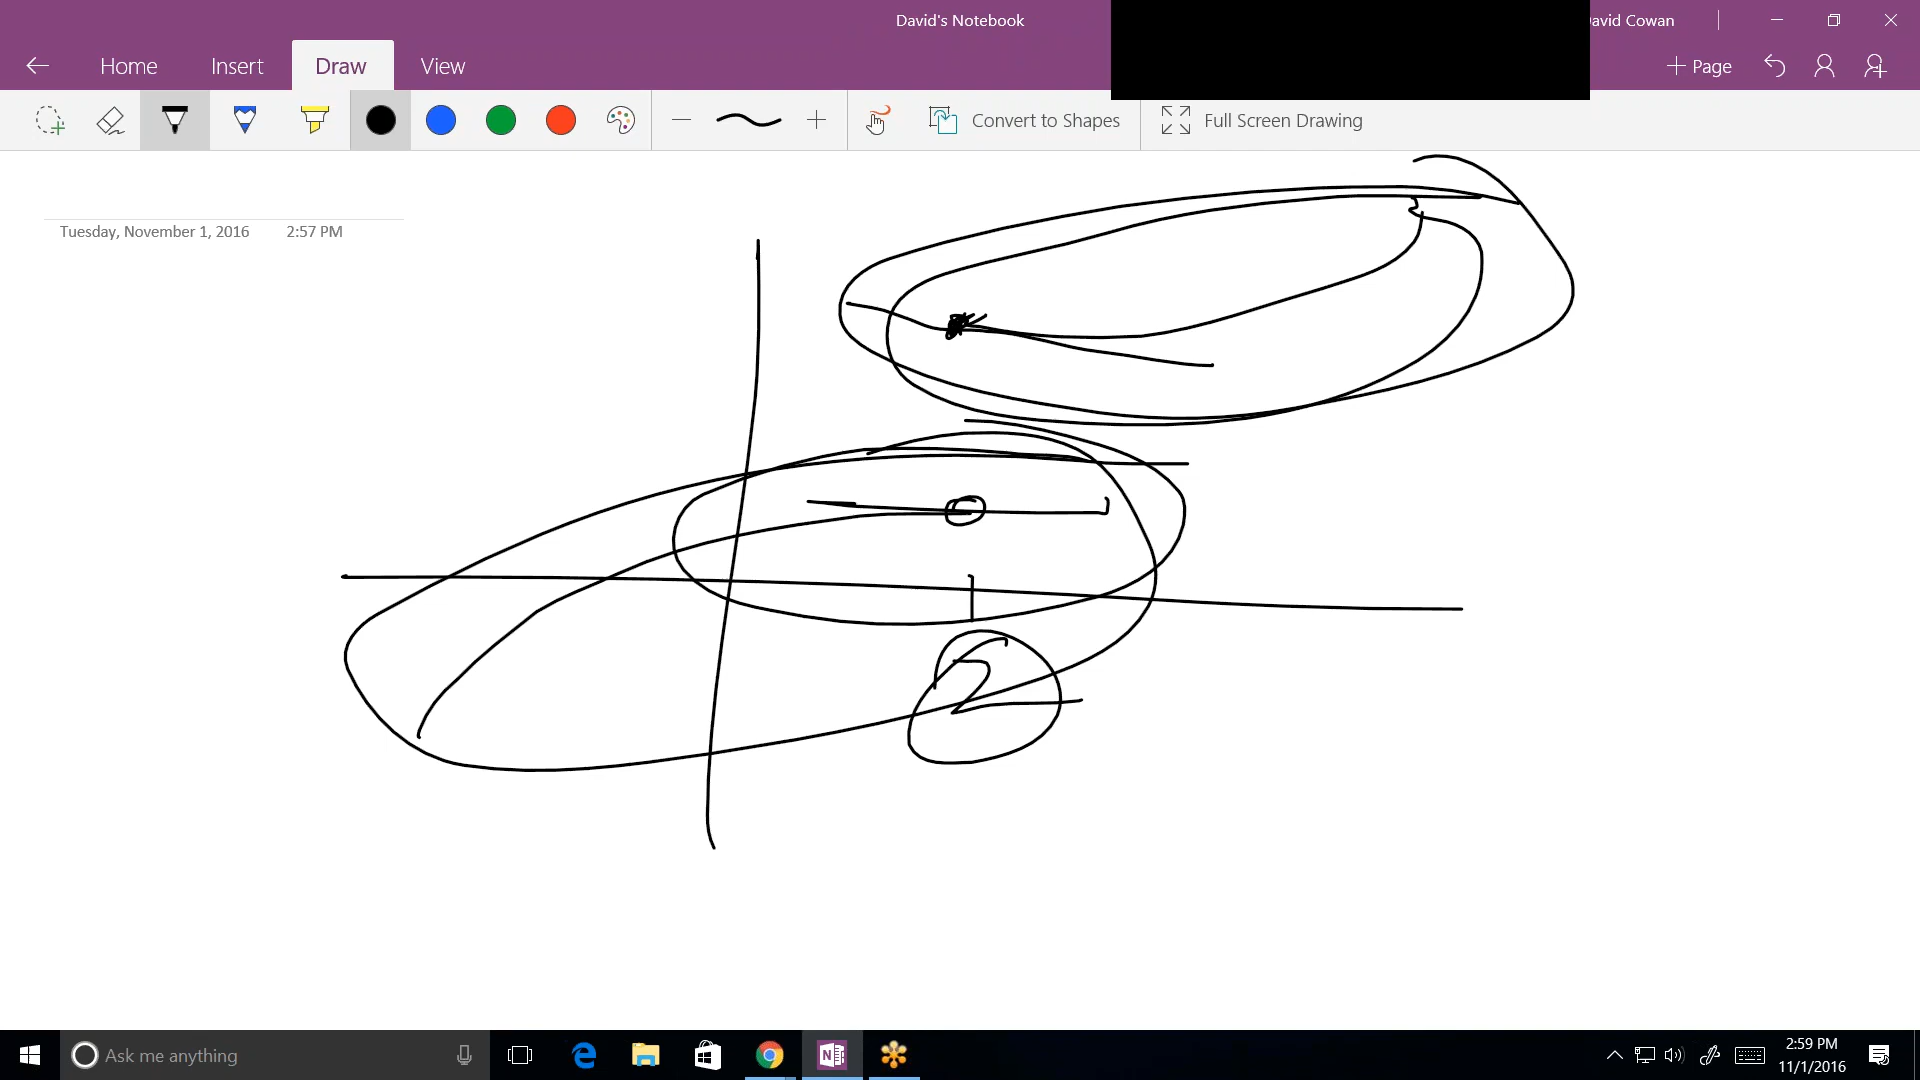 David's Notebook
avid Cowan
Home Insert Draw View
Page
Convert to Shapes
Full Screen Drawing
Tuesday, November 1, 2016 2:57 PM
2
Ask me anything
N
2:59 PM
11/1/2016